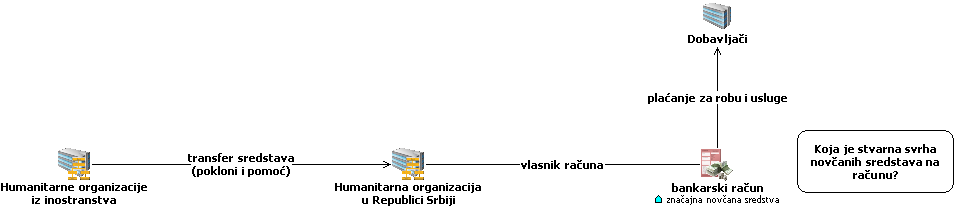 Dobavljači
plaćanje za robu i usluge
transfer sredstava
(pokloni i pomoć)
vlasnik računa
Humanitarne organizacije
iz inostranstva
Humanitarna organizacija
u Republici Srbiji
bankarski račun
značajna novčana sredstva
Koja je stvarna svrha
novčanih sredstava na
računu?